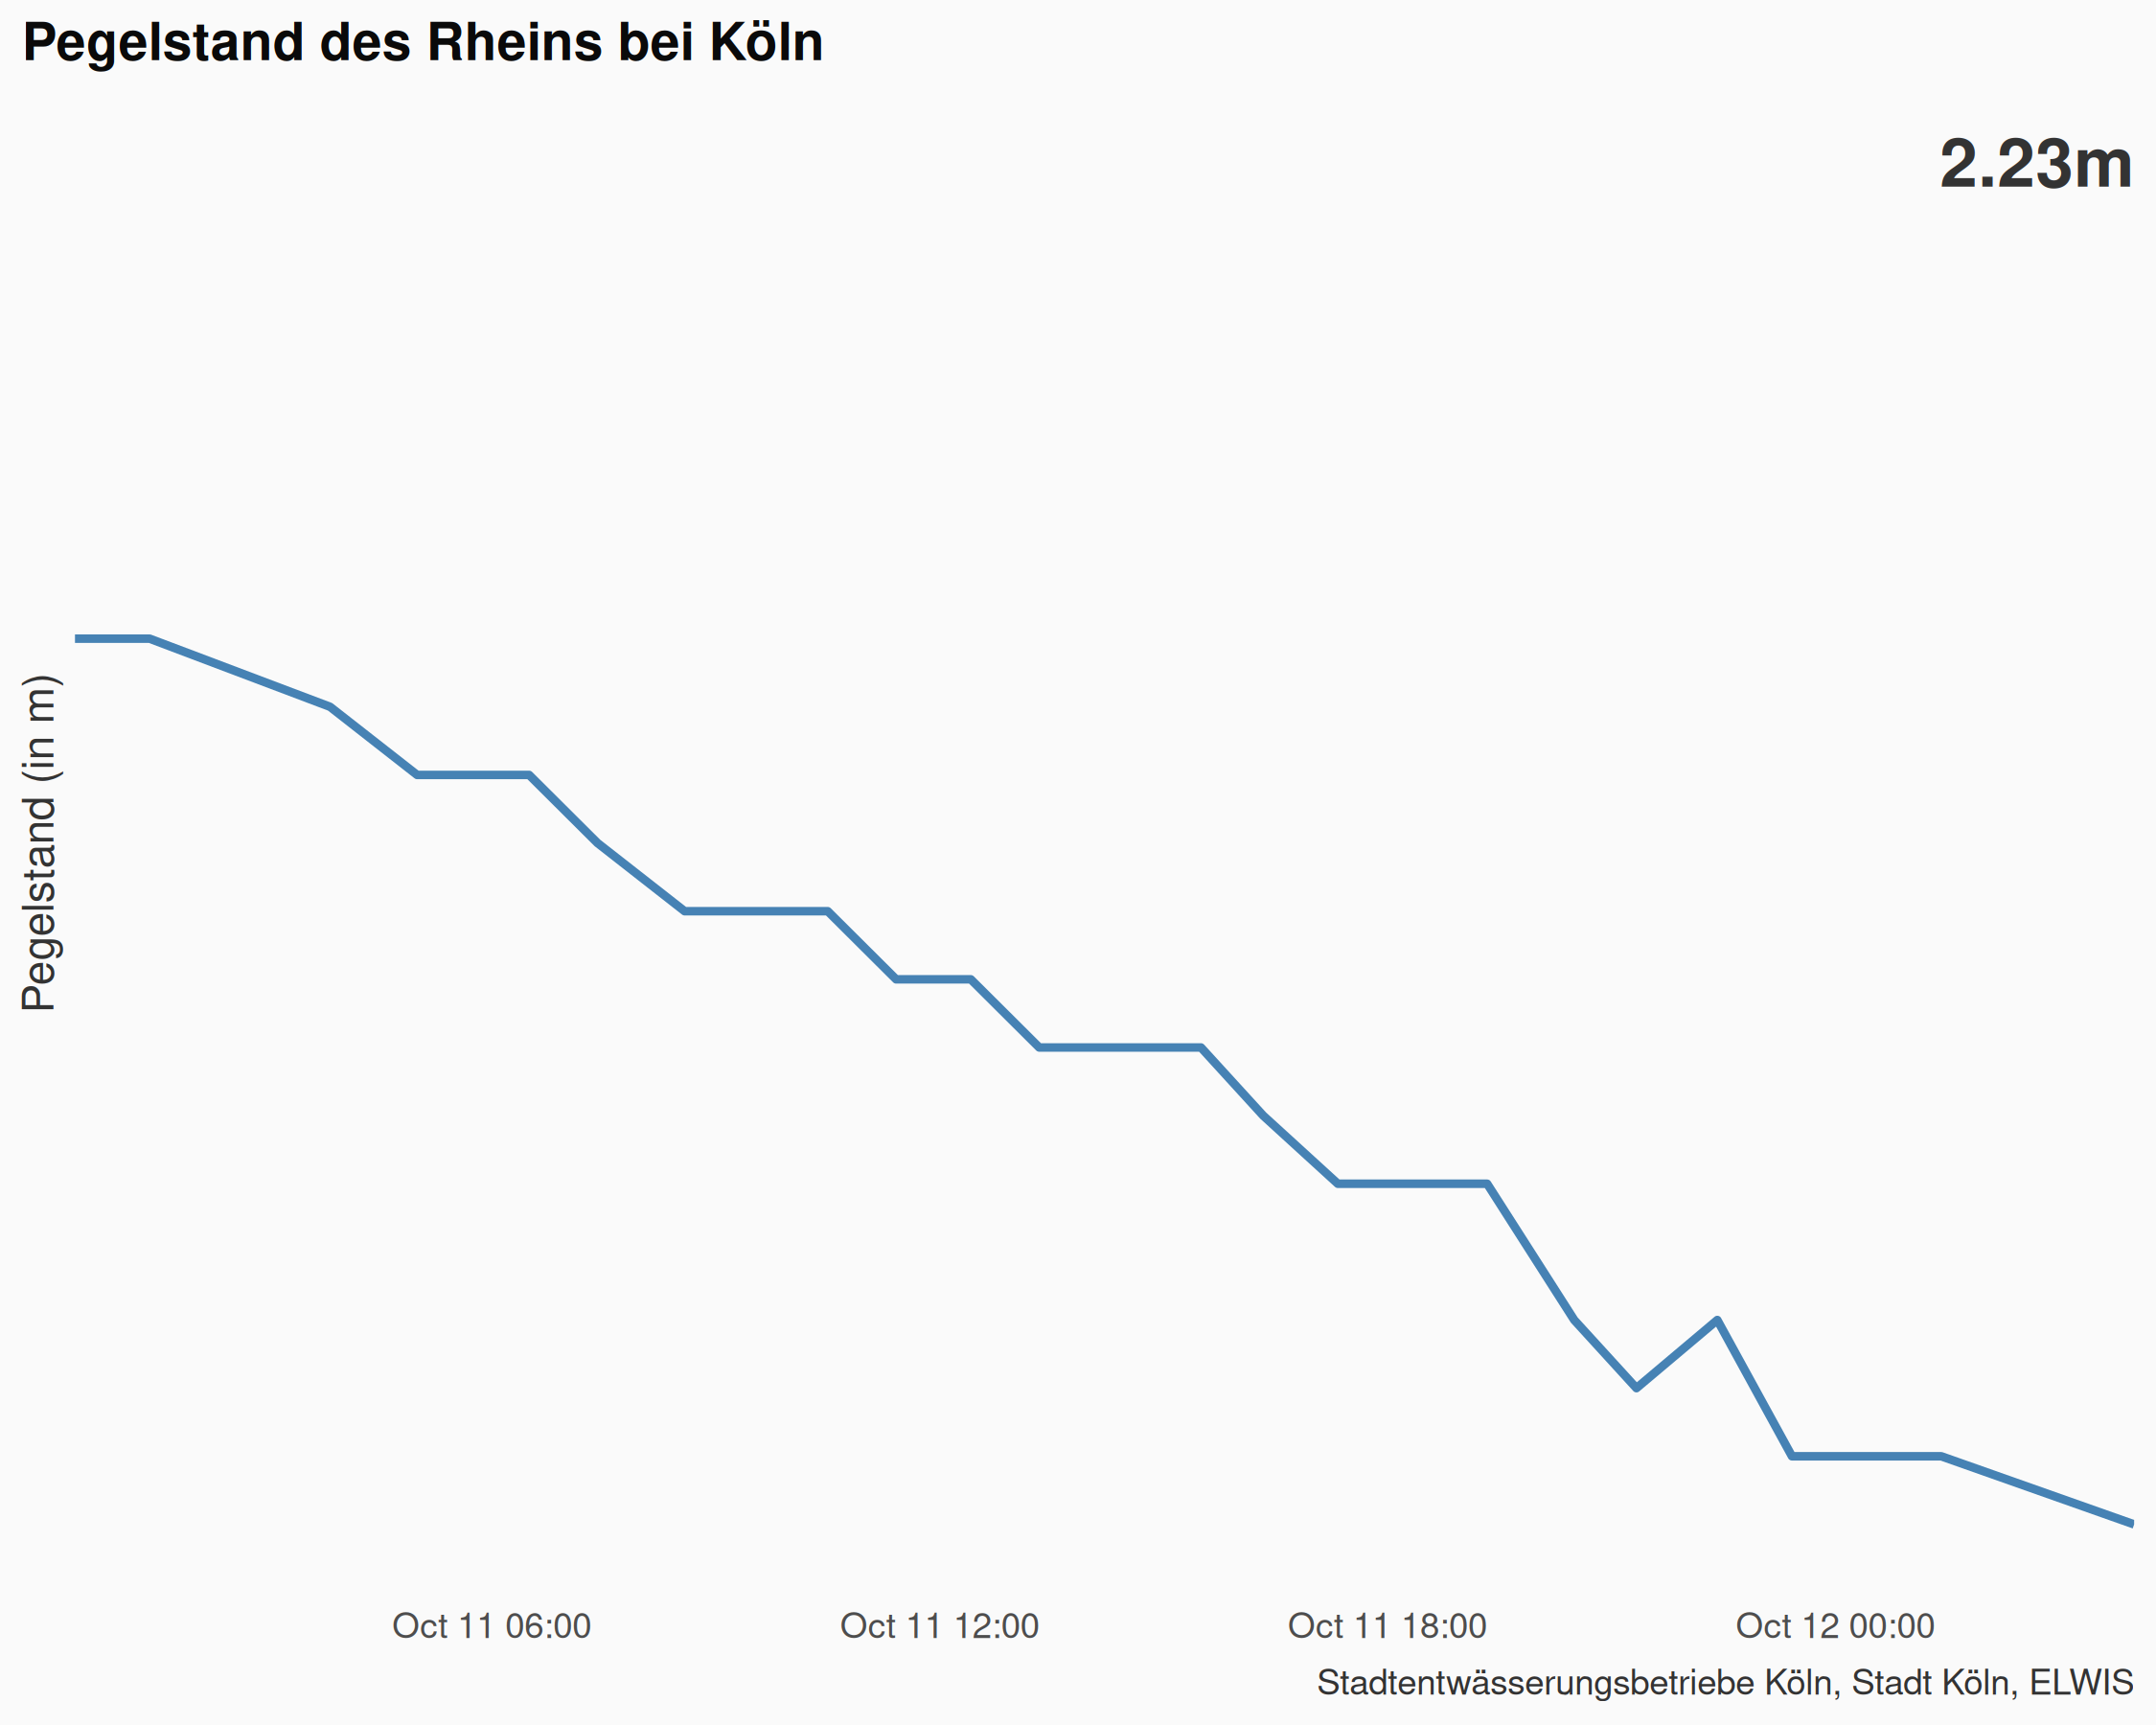 Pegelstand des Rheins bei Köln
2.23m
Pegelstand (in m)
Oct 11 06:00 Oct 11 12:00 Oct 11 18:00 Oct 12 00:00
Stadtentwässerungsbetriebe Köln, Stadt Köln, ELWIS